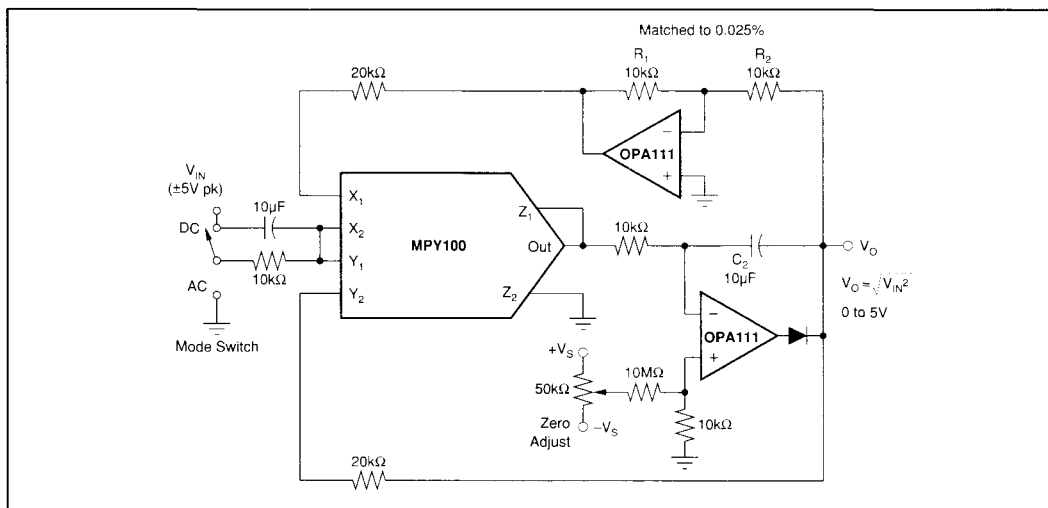 Matched to 0.025%
R1
10kΩ
R2
10kΩ
20kΩ
OPA111
–
+
VIN
(±5V pk)
DC
10µF
10kΩ
AC
Mode Switch
X1
X2
Y1
Y2
MPY100
Z1
Out
Z2
10kΩ
C2
10µF
VO
VO = √VIN²
0 to 5V
–
OPA111
+
+VS
50kΩ
10MΩ
Zero
Adjust
–VS
10kΩ
20kΩ